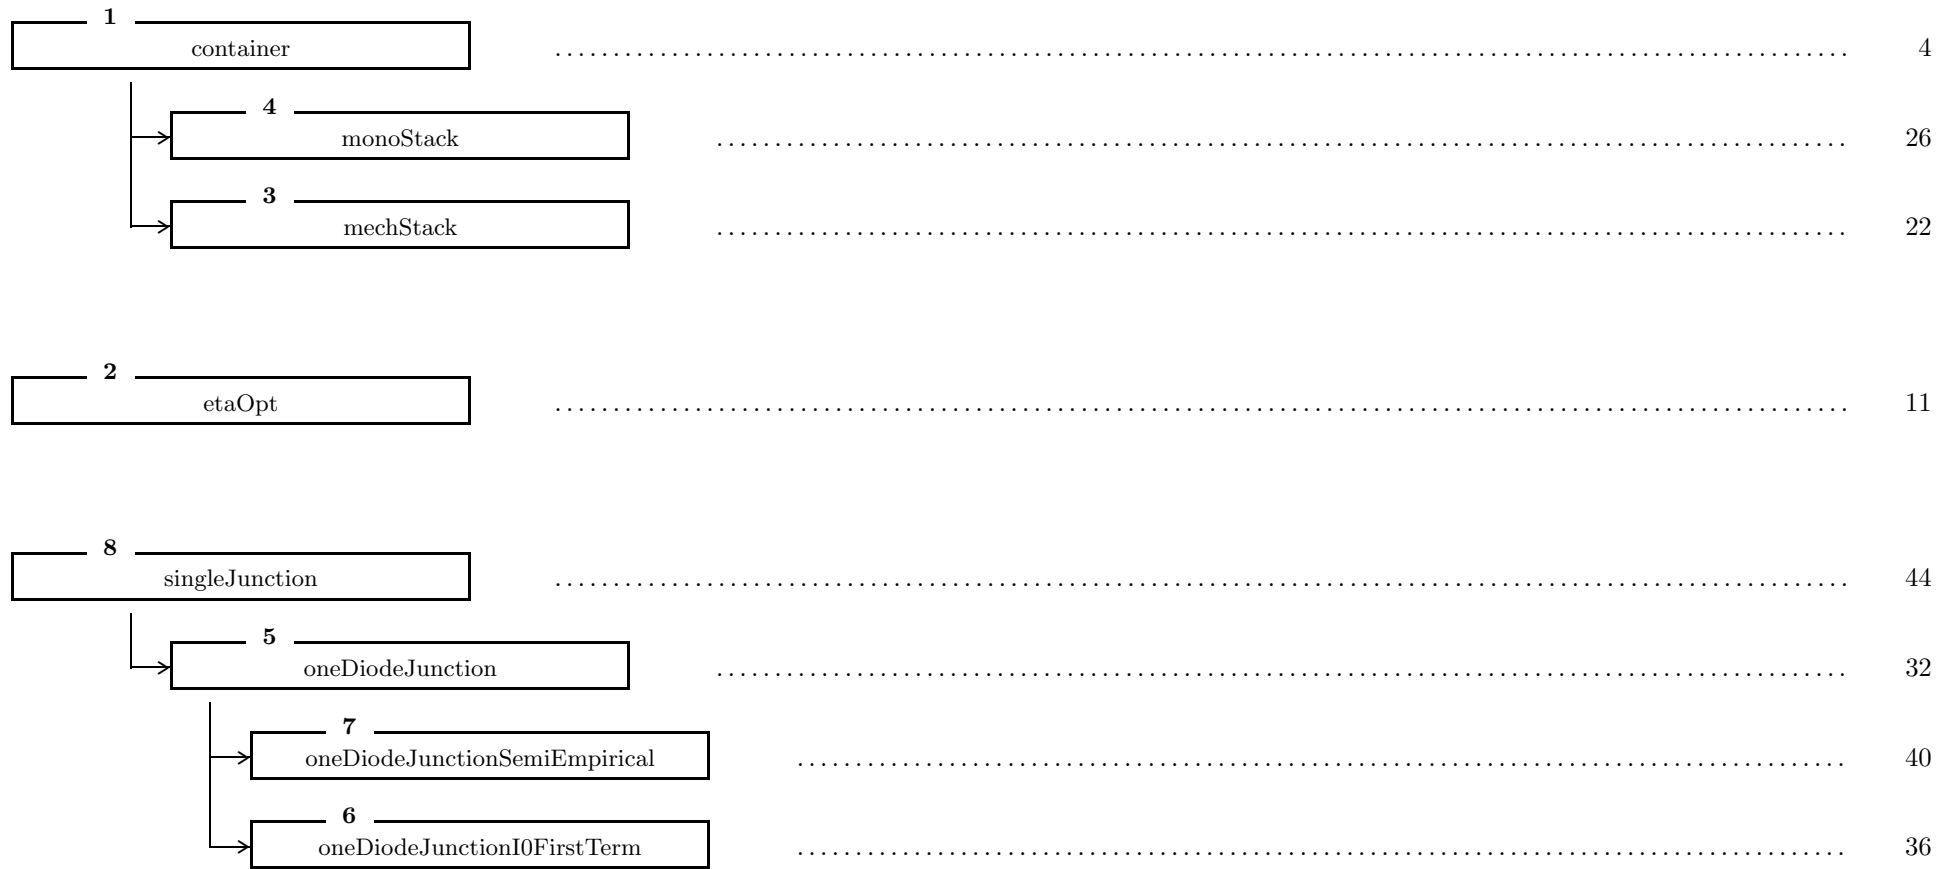 1
container ........ 4
4
monoStack ........ 26
3
mechStack ........ 22
2
etaOpt ........ 11
8
singleJunction ........ 44
5
oneDiodeJunction ........ 32
7
oneDiodeJunctionSemiEmpirical ........ 40
6
oneDiodeJunctionI0FirstTerm ........ 36